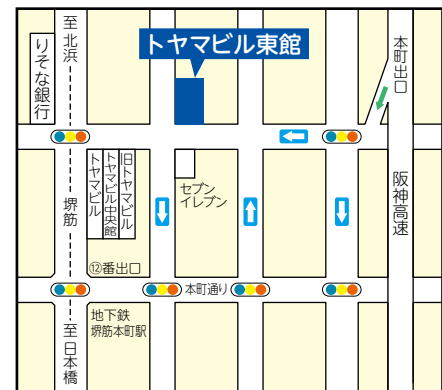 トヤマビル東館
至北浜
りそな銀行
本町出口
トヤマビル
トヤマビル中央館
旧トヤマビル
セブン
イレブン
堺筋
阪神高速
⑫番出口
本町通り
地下鉄
堺筋本町駅
至日本橋